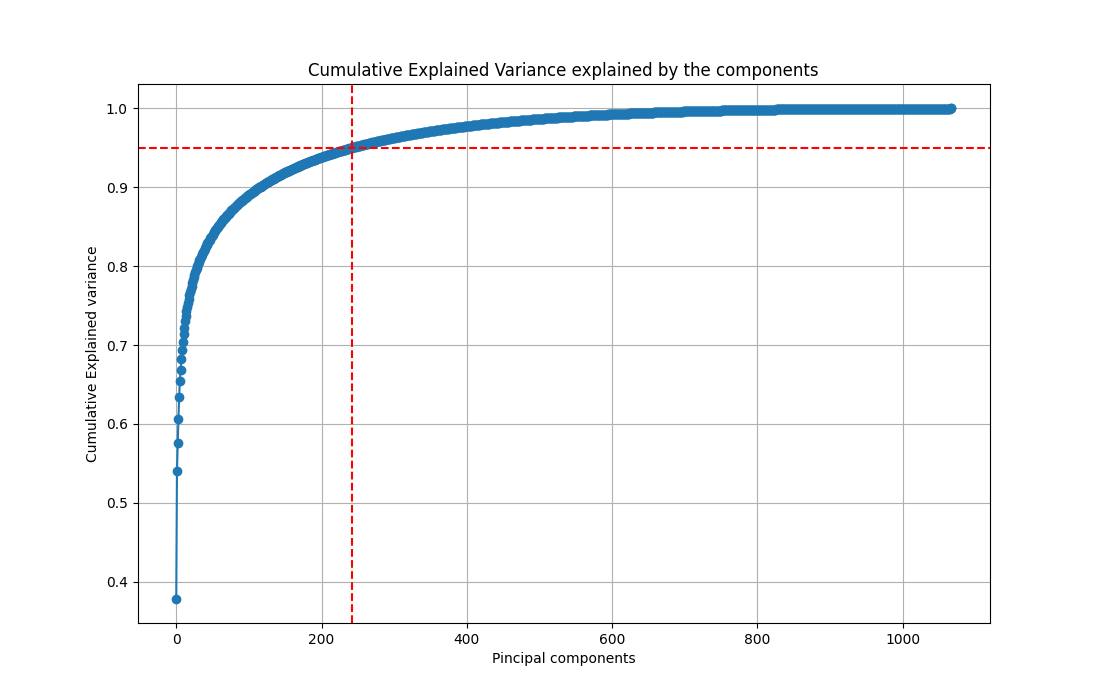 Cumulative Explained Variance explained by the components
1.0
0.9
0.8
0.7
0.6
0.5
0.4
Cumulative Explained variance
0 200 400 600 800 1000
Pincipal components